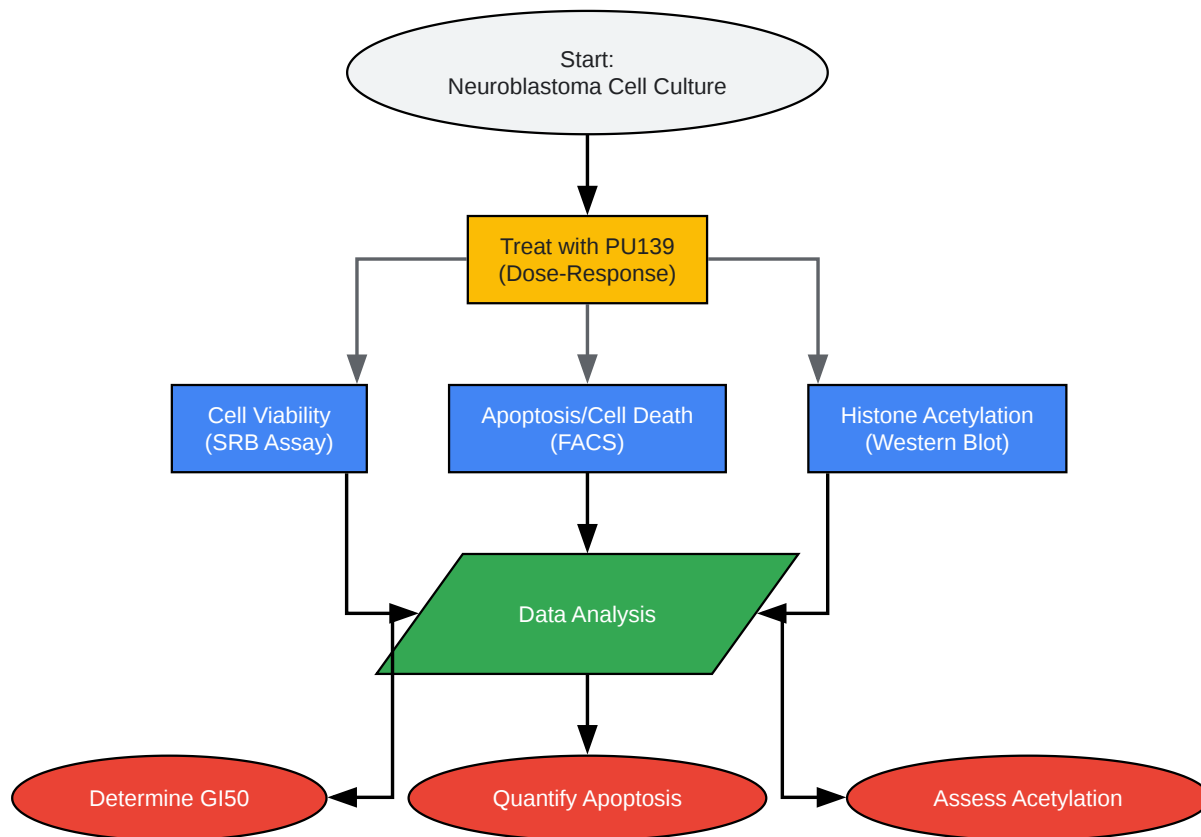 Start:
Neuroblastoma Cell Culture
Treat with PU139
(Dose-Response)
Cell Viability
(SRB Assay)
Apoptosis/Cell Death
(FACS)
Histone Acetylation
(Western Blot)
Data Analysis
Determine GI50
Quantify Apoptosis
Assess Acetylation